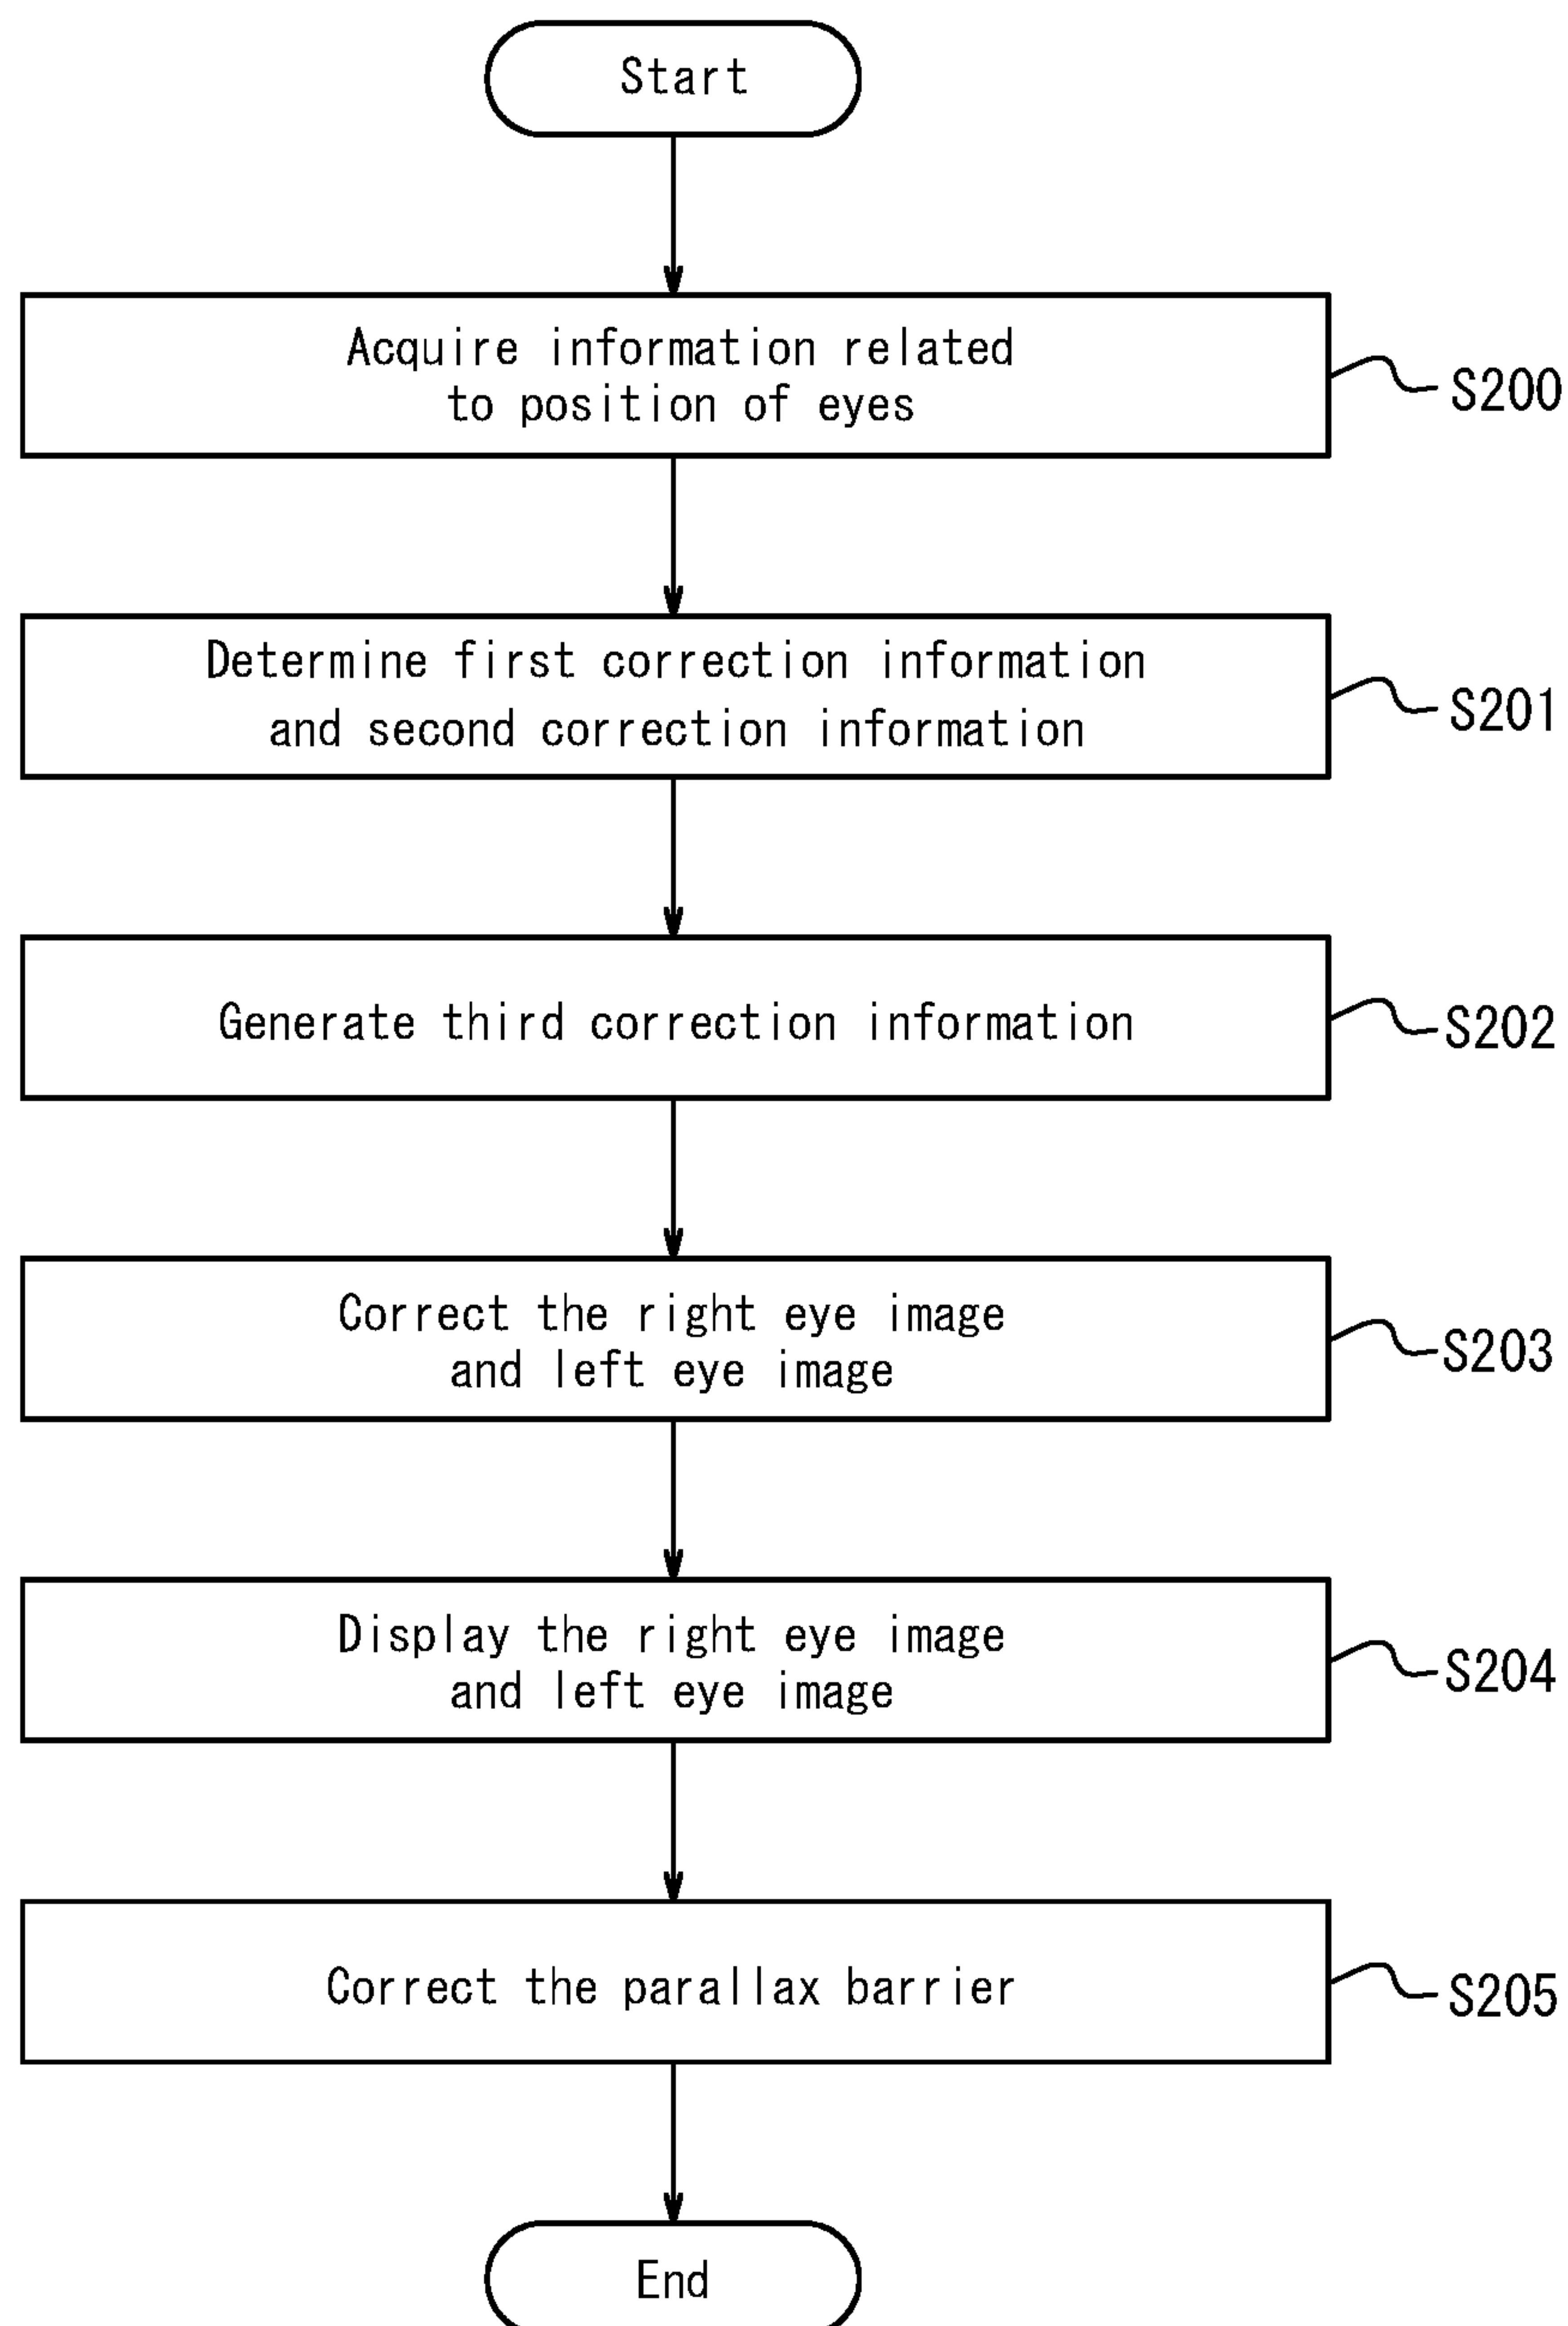 Start
Acquire information related
to position of eyes
S200
Determine first correction information
and second correction information
S201
Generate third correction information
S202
Correct the right eye image
and left eye image
S203
Display the right eye image
and left eye image
S204
Correct the parallax barrier
S205
End